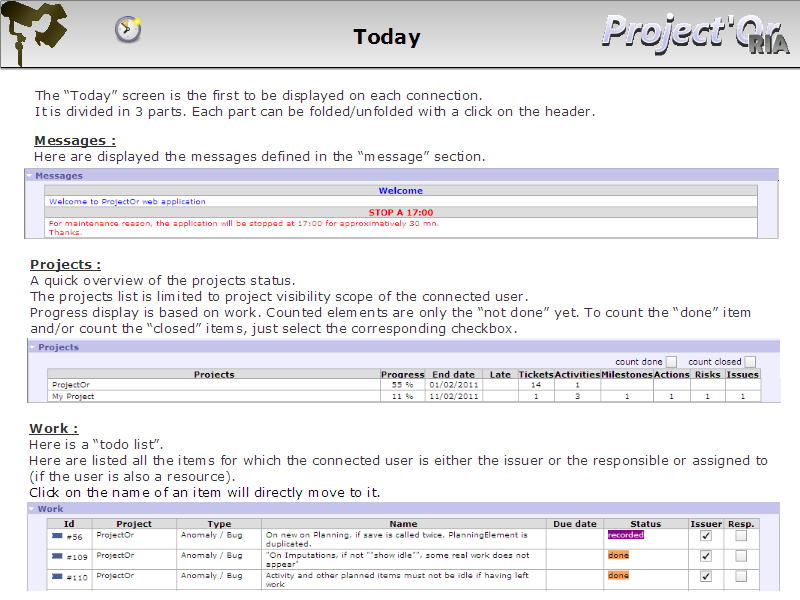 Today
Project'Or
RIA
The “Today” screen is the first to be displayed on each connection.
It is divided in 3 parts. Each part can be folded/unfolded with a click on the header.
Messages :
Here are displayed the messages defined in the “message” section.
Messages
Welcome
Welcome to ProjectOr web application
STOP A 17:00
For maintenance reason, the application will be stopped at 17:00 for approximatively 30 mn.
Thanks.
Projects :
A quick overview of the projects status.
The projects list is limited to project visibility scope of the connected user.
Progress display is based on work. Counted elements are only the “not done” yet. To count the “done” item
and/or count the “closed” items, just select the corresponding checkbox.
Projects
count done count closed
Projects Progress End date Late Tickets Activities Milestones Actions Risks Issues
ProjectOr 55 % 01/02/2011 14 1
My Project 11 % 11/02/2011 1 3 1 1 1 1
Work :
Here is a “todo list”.
Here are listed all the items for which the connected user is either the issuer or the responsible or assigned to
(if the user is also a resource).
Click on the name of an item will directly move to it.
Work
Id Project Type Name Due date Status Issuer Resp.
#56 ProjectOr Anomaly / Bug On new on Planning, if save is called twice, PlanningElement is
duplicated. recorded
#109 ProjectOr Anomaly / Bug "On Imputations, if not ""show idle"", some real work does not
appear" done
#110 ProjectOr Anomaly / Bug Activity and other planned items must not be idle if having left
work done